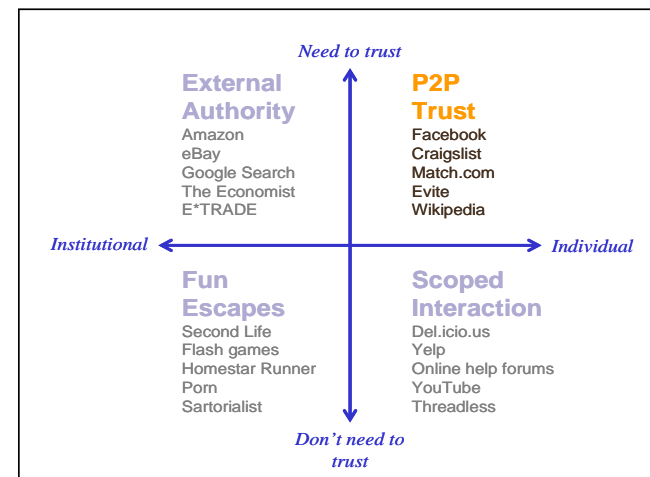 Need to trust
External
Authority
Amazon
eBay
Google Search
The Economist
E*TRADE
P2P
Trust
Facebook
Craigslist
Match.com
Evite
Wikipedia
Institutional
Individual
Fun
Escapes
Second Life
Flash games
Homestar Runner
Porn
Sartorialist
Scoped
Interaction
Del.icio.us
Yelp
Online help forums
YouTube
Threadless
Don’t need to
trust